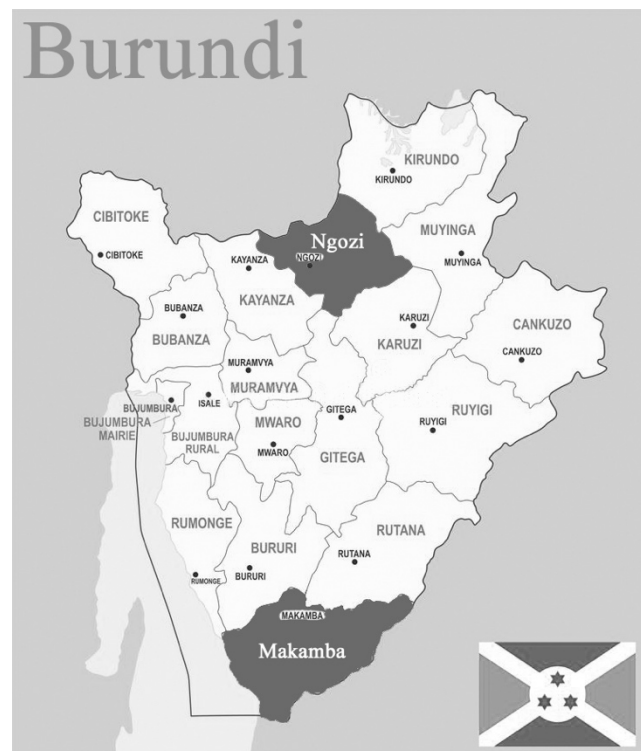 Burundi
KIRUNDO
KIRUNDO
CIBITOKE
CIBITOKE
MUYINGA
MUYINGA
Ngozi
NGOZI
KAYANZA
KAYANZA
BUBANZA
BUBANZA
KARUZI
KARUZI
CANKUZO
CANKUZO
MURAMVYA
MURAMVYA
BUJUMBURA
BUJUMBURA
MAIRIE
ISALE
BUJUMBURA
RURAL
MWARO
MWARO
GITEGA
GITEGA
RUYIGI
RUYIGI
RUMONGE
RUMONGE
BURURI
BURURI
RUTANA
RUTANA
MAKAMBA
Makamba